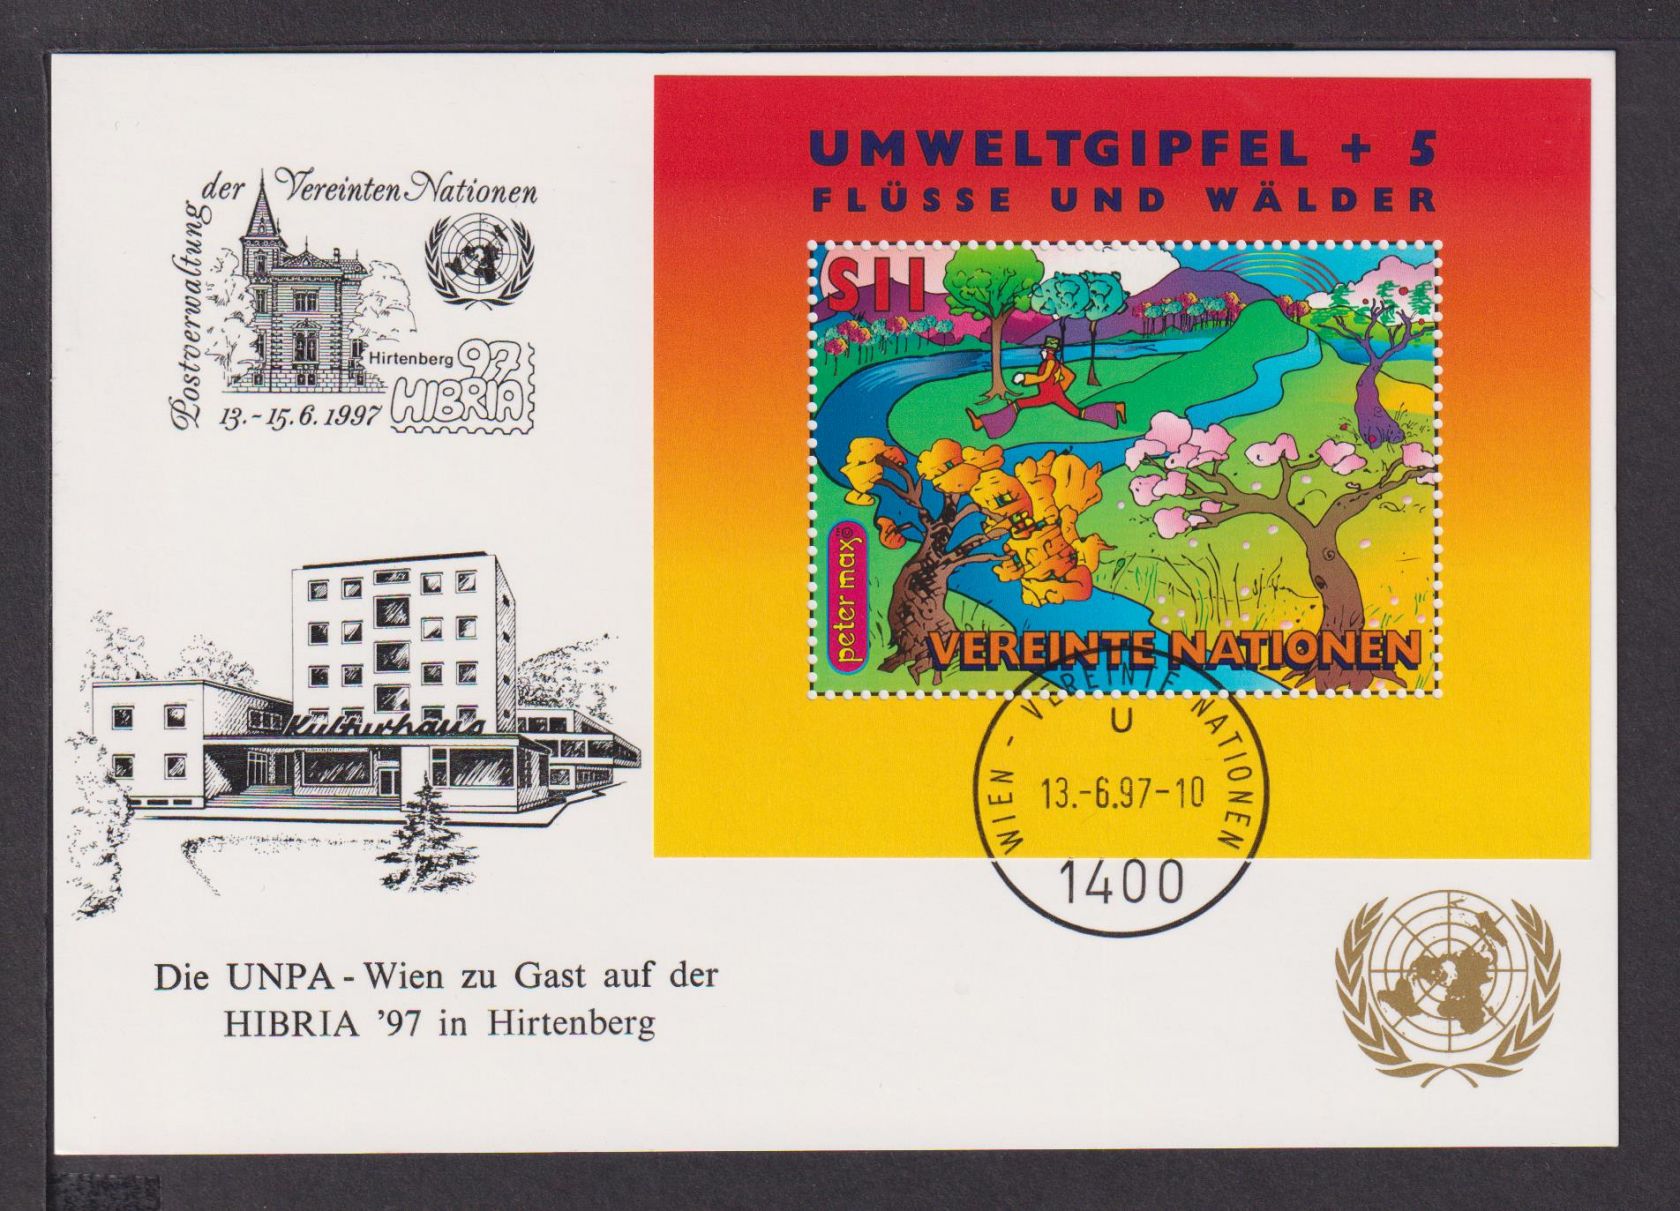 Postverwaltung der Vereinten Nationen
Hirtenberg 97
HIBRIA
13.-15.6.1997
Kulturhaus
Die UNPA - Wien zu Gast auf der
HIBRIA '97 in Hirtenberg
UMWELTGIPFEL + 5
FLÜSSE UND WÄLDER
S11
peter max ©
VEREINTE NATIONEN
WIEN - VEREINTE NATIONEN
U
13.-6.97-10
1400